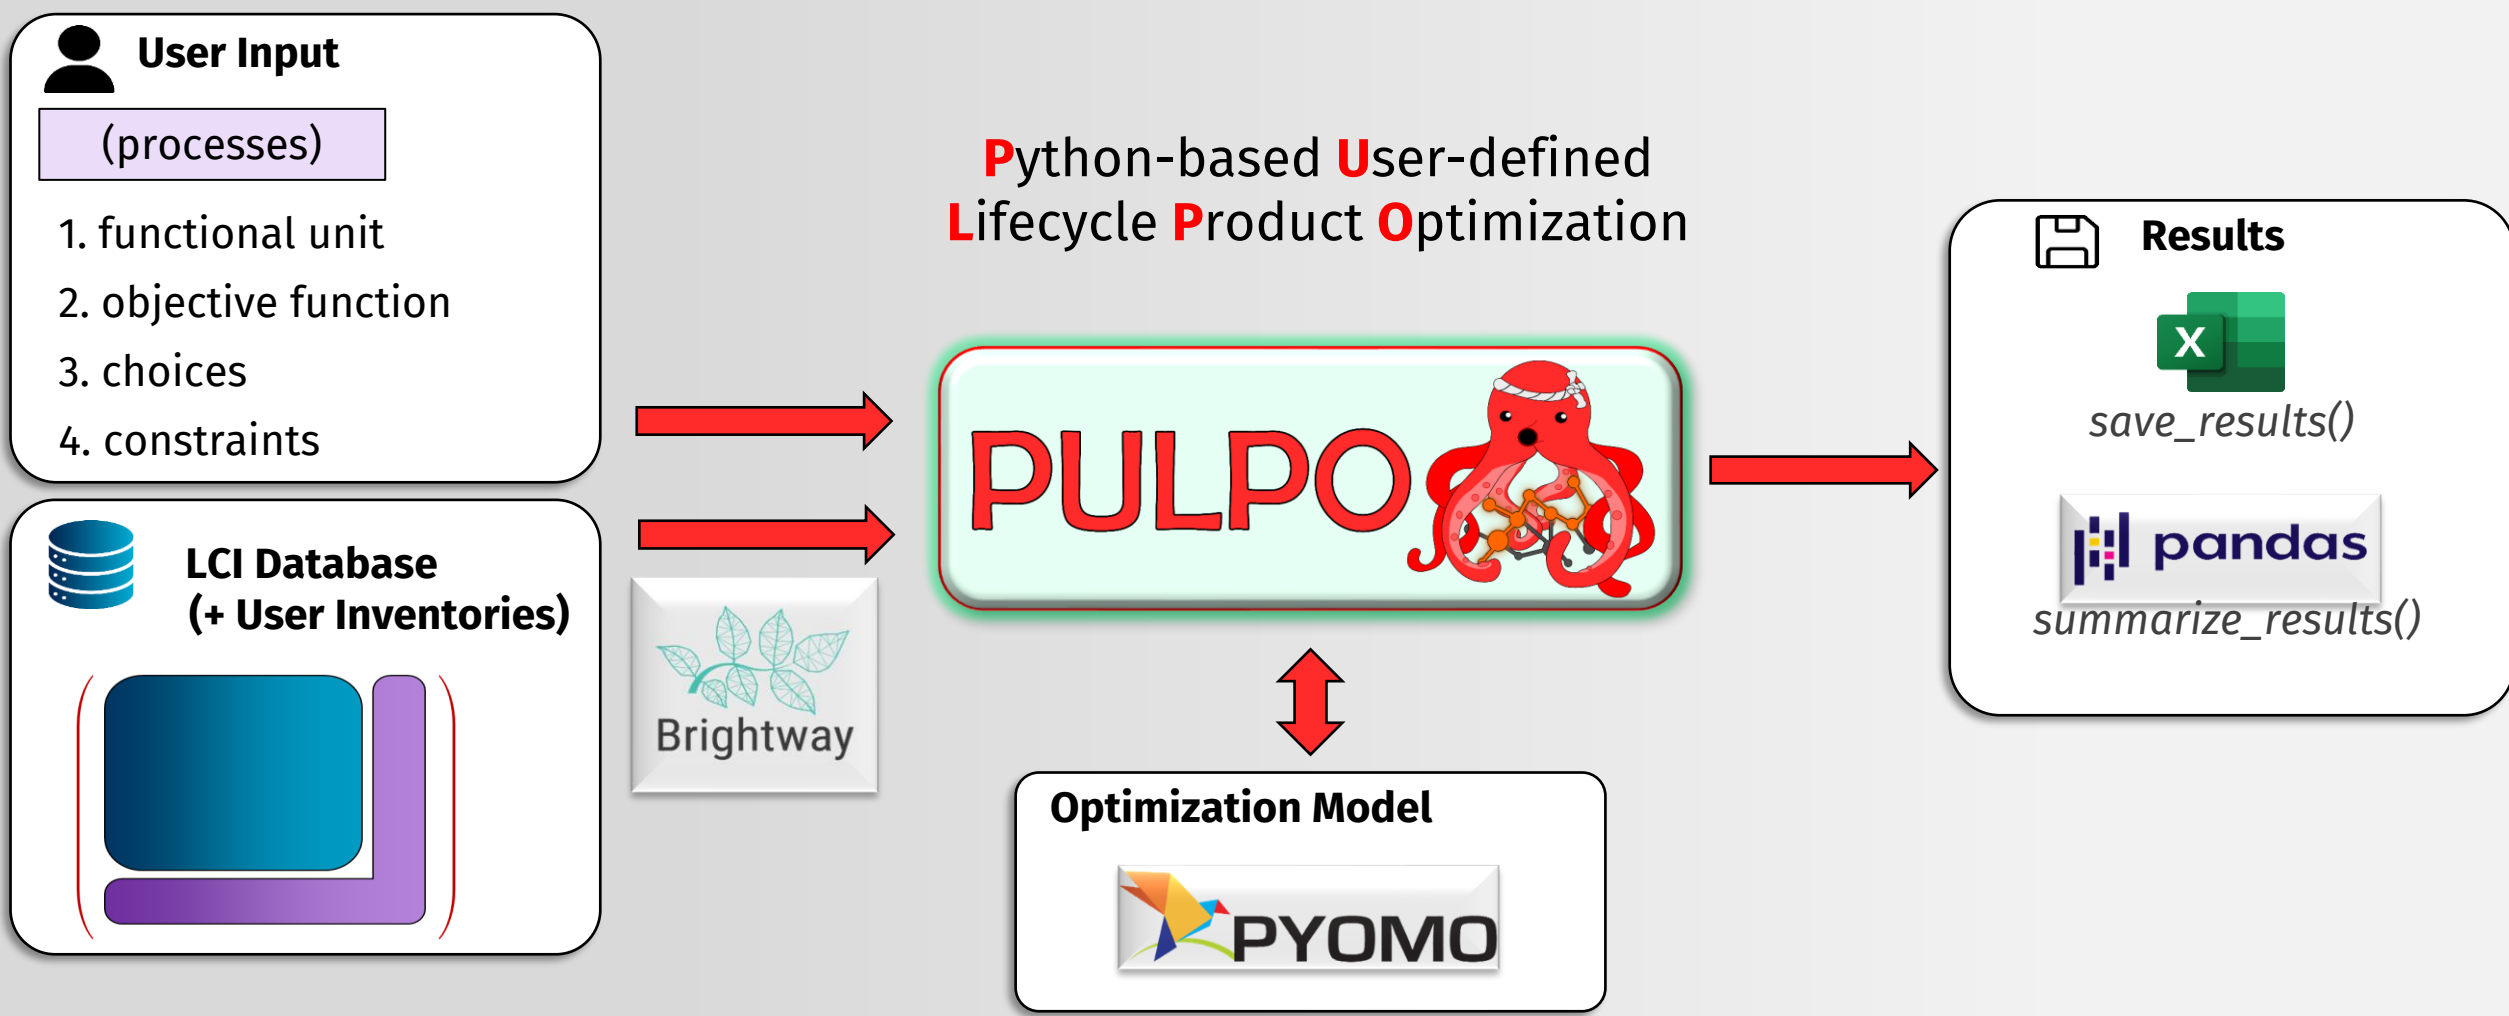 User Input
(processes)
1. functional unit
2. objective function
3. choices
4. constraints
LCI Database
(+ User Inventories)
Brightway
Python-based User-defined
Lifecycle Product Optimization
PULPO
Optimization Model
PYOMO
Results
X
save_results()
pandas
summarize_results()